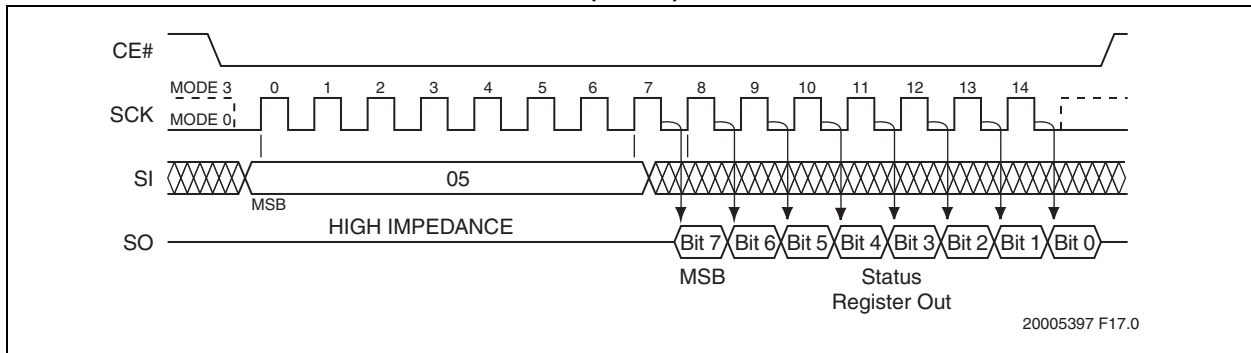 CE#
MODE 3 0 1 2 3 4 5 6 7 8 9 10 11 12 13 14
SCK
MODE 0
SI 05
MSB
HIGH IMPEDANCE
SO Bit 7 Bit 6 Bit 5 Bit 4 Bit 3 Bit 2 Bit 1 Bit 0
MSB Status
Register Out
20005397 F17.0